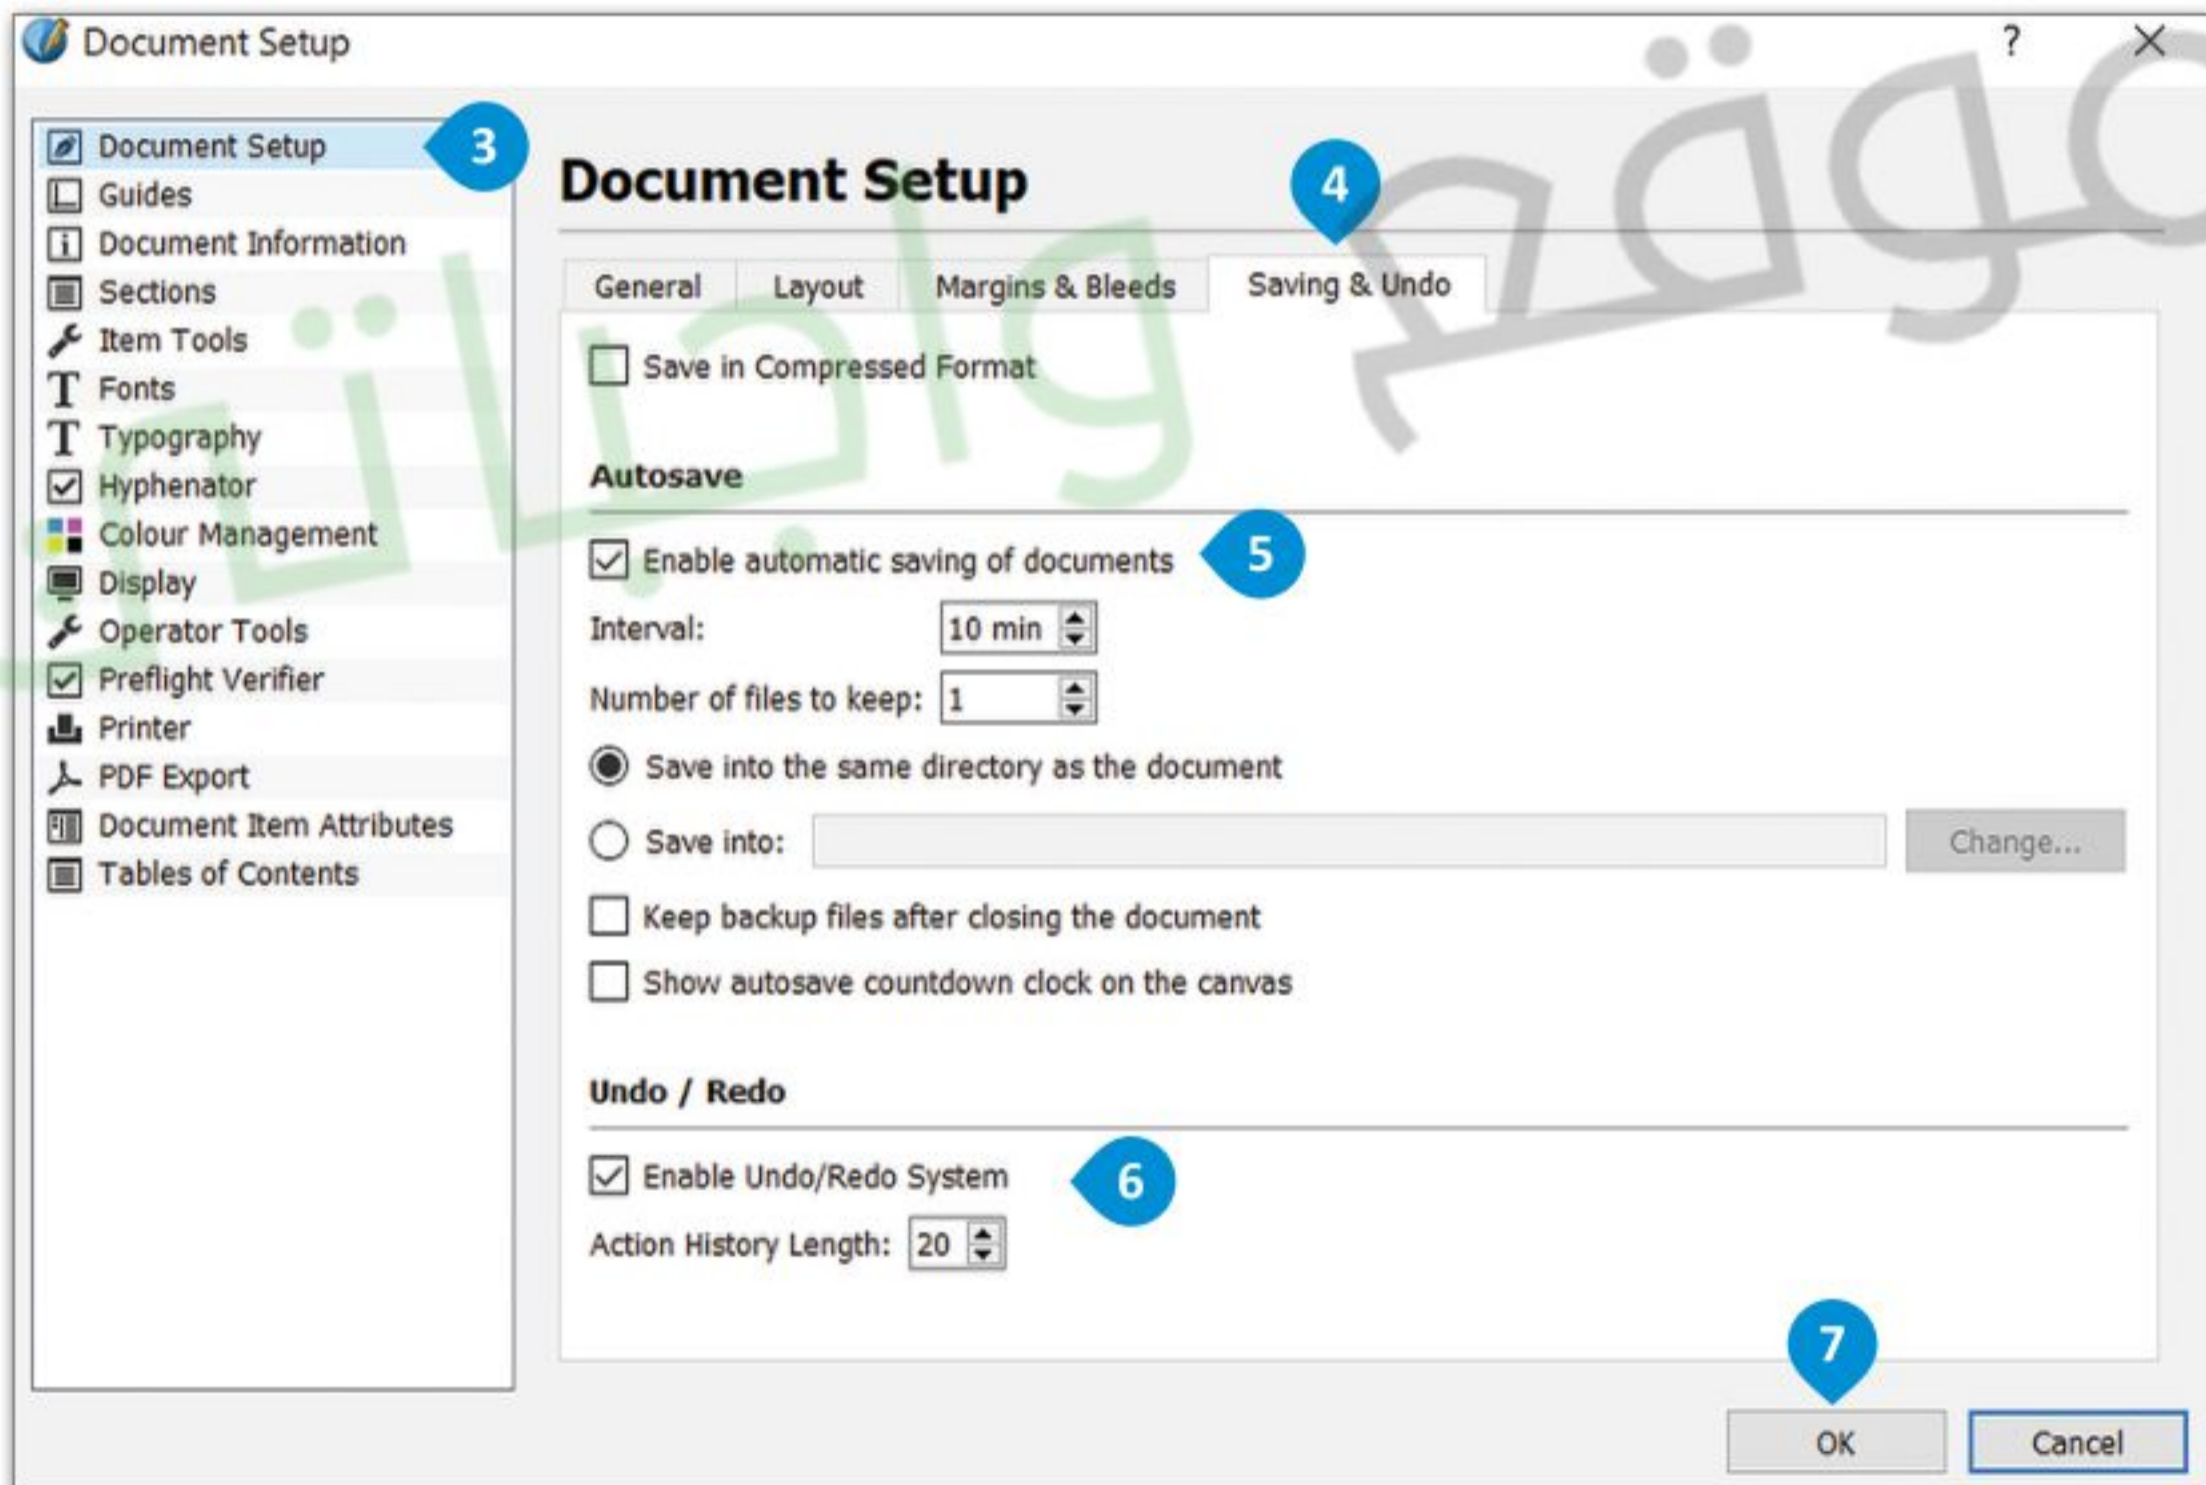 Document Setup
?
Document Setup
3
Guides
Document Information
Sections
Item Tools
Fonts
Typography
Hyphenator
Colour Management
Display
Operator Tools
Preflight Verifier
Printer
PDF Export
Document Item Attributes
Tables of Contents
Document Setup
4
General Layout Margins & Bleeds Saving & Undo
Save in Compressed Format
Autosave
Enable automatic saving of documents 5
Interval: 10 min
Number of files to keep: 1
Save into the same directory as the document
Save into: Change...
Keep backup files after closing the document
Show autosave countdown clock on the canvas
Undo / Redo
Enable Undo/Redo System 6
Action History Length: 20
7
OK Cancel
موقع
واجباتي